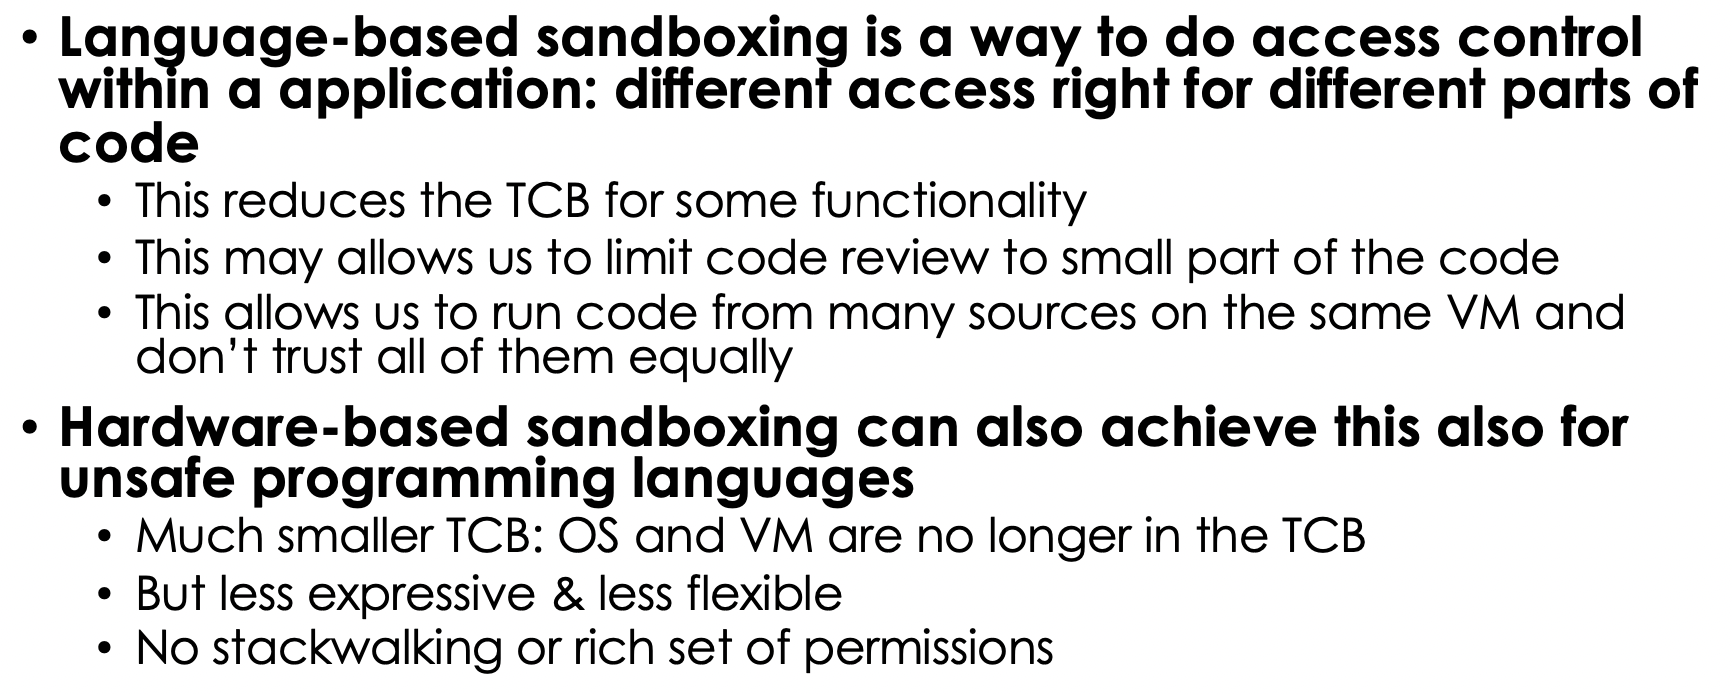 • Language-based sandboxing is a way to do access control
within a application: different access right for different parts of
code
• This reduces the TCB for some functionality
• This may allows us to limit code review to small part of the code
• This allows us to run code from many sources on the same VM and
don’t trust all of them equally
• Hardware-based sandboxing can also achieve this also for
unsafe programming languages
• Much smaller TCB: OS and VM are no longer in the TCB
• But less expressive & less flexible
• No stackwalking or rich set of permissions